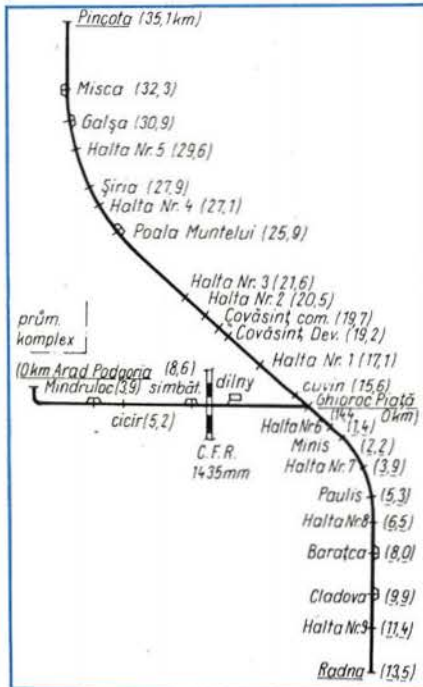 Pîncota (35,1km)
Misca (32,3)
Galşa (30,9)
Halta Nr. 5 (29,6)
Şiria (27,9)
Halta Nr. 4 (27,1)
Poala Muntelui (25,9)
Halta Nr. 3 (21,6)
Halta Nr. 2 (20,5)
Çovăsinţ com. (19,7)
Covăsinţ, Dev. (19,2)
Halta Nr. 1 (17,1)
prům.
komplex
(0km Arad Podgoria (8,6)
Mindruloc (3,9) simbăt.
dílny
cuvin (15,6)
Ghioroc Piaţă
(14,4 0km)
cicir (5,2)
C.F.R.
1435mm
Halta Nr 6 (1,4)
Minis (2,2)
Halta Nr. 7 (3,9)
Paulis (5,3)
Halta Nr. 8 (6,5)
Baraţca (8,0)
Cladova (9,9)
Halta Nr. 9 (11,4)
Radna (13,5)